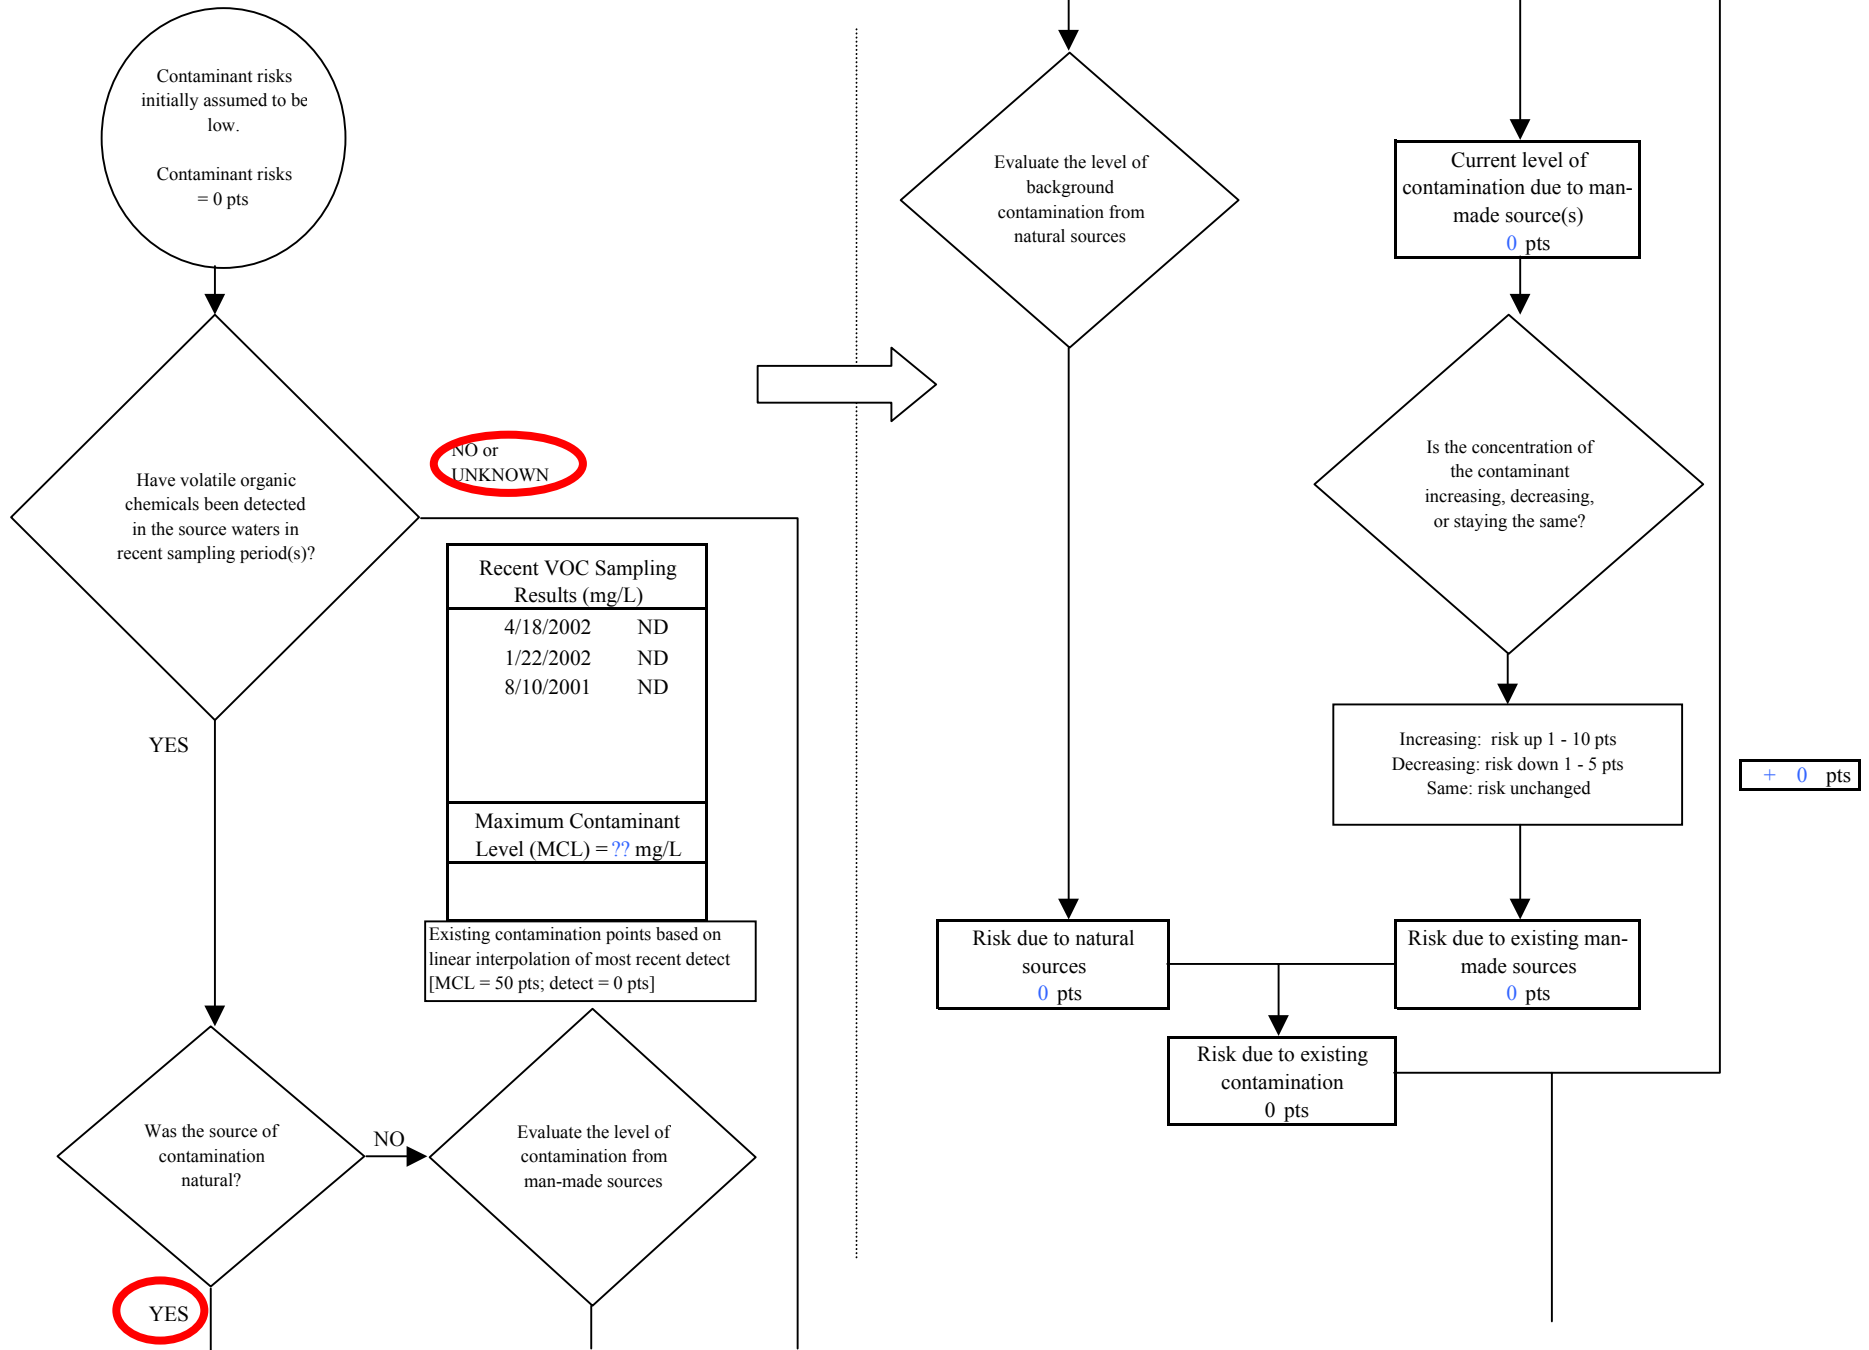 Contaminant risks
initially assumed to be
low.
Contaminant risks
= 0 pts
Have volatile organic
chemicals been detected
in the source waters in
recent sampling period(s)?
NO or
UNKNOWN
YES
Recent VOC Sampling
Results (mg/L)
4/18/2002 ND
1/22/2002 ND
8/10/2001 ND
Maximum Contaminant
Level (MCL) = ?? mg/L
Existing contamination points based on
linear interpolation of most recent detect
[MCL = 50 pts; detect = 0 pts]
Was the source of
contamination
natural?
NO
Evaluate the level of
contamination from
man-made sources
YES
Evaluate the level of
background
contamination from
natural sources
Current level of
contamination due to man-
made source(s)
0 pts
Is the concentration of
the contaminant
increasing, decreasing,
or staying the same?
Increasing: risk up 1 - 10 pts
Decreasing: risk down 1 - 5 pts
Same: risk unchanged
+ 0 pts
Risk due to natural
sources
0 pts
Risk due to existing man-
made sources
0 pts
Risk due to existing
contamination
0 pts